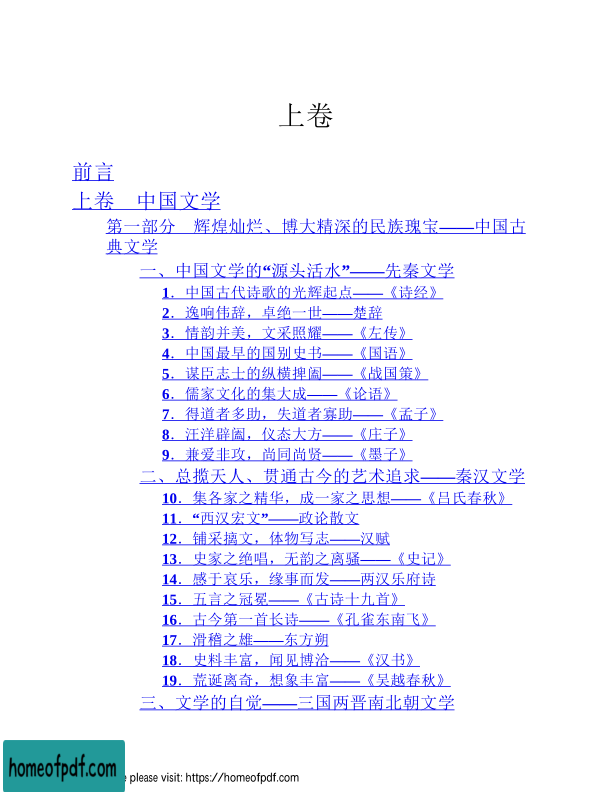 上卷
前言
上卷　中国文学
第一部分　辉煌灿烂、博大精深的民族瑰宝——中国古
典文学
一、中国文学的“源头活水”——先秦文学
1．中国古代诗歌的光辉起点——《诗经》
2．逸响伟辞，卓绝一世——楚辞
3．情韵并美，文采照耀——《左传》
4．中国最早的国别史书——《国语》
5．谋臣志士的纵横捭阖——《战国策》
6．儒家文化的集大成——《论语》
7．得道者多助，失道者寡助——《孟子》
8．汪洋辟阖，仪态大方——《庄子》
9．兼爱非攻，尚同尚贤——《墨子》
二、总揽天人、贯通古今的艺术追求——秦汉文学
10．集各家之精华，成一家之思想——《吕氏春秋》
11．“西汉宏文”——政论散文
12．铺采摛文，体物写志——汉赋
13．史家之绝唱，无韵之离骚——《史记》
14．感于哀乐，缘事而发——两汉乐府诗
15．五言之冠冕——《古诗十九首》
16．古今第一首长诗——《孔雀东南飞》
17．滑稽之雄——东方朔
18．史料丰富，闻见博洽——《汉书》
19．荒诞离奇，想象丰富——《吴越春秋》
三、文学的自觉——三国两晋南北朝文学
homeofpdf.com
e please visit: https://homeofpdf.com